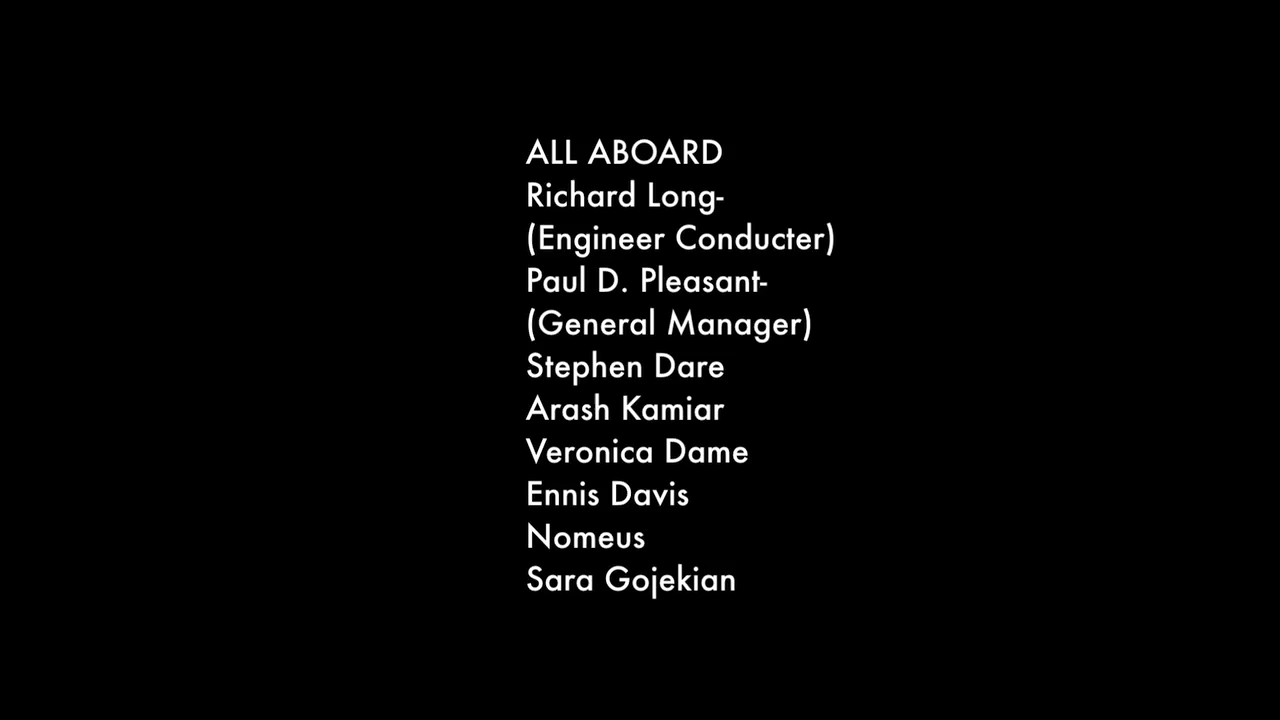 ALL ABOARD
Richard Long-
(Engineer Conducter)
Paul D. Pleasant-
(General Manager)
Stephen Dare
Arash Kamiar
Veronica Dame
Ennis Davis
Nomeus
Sara Gojekian